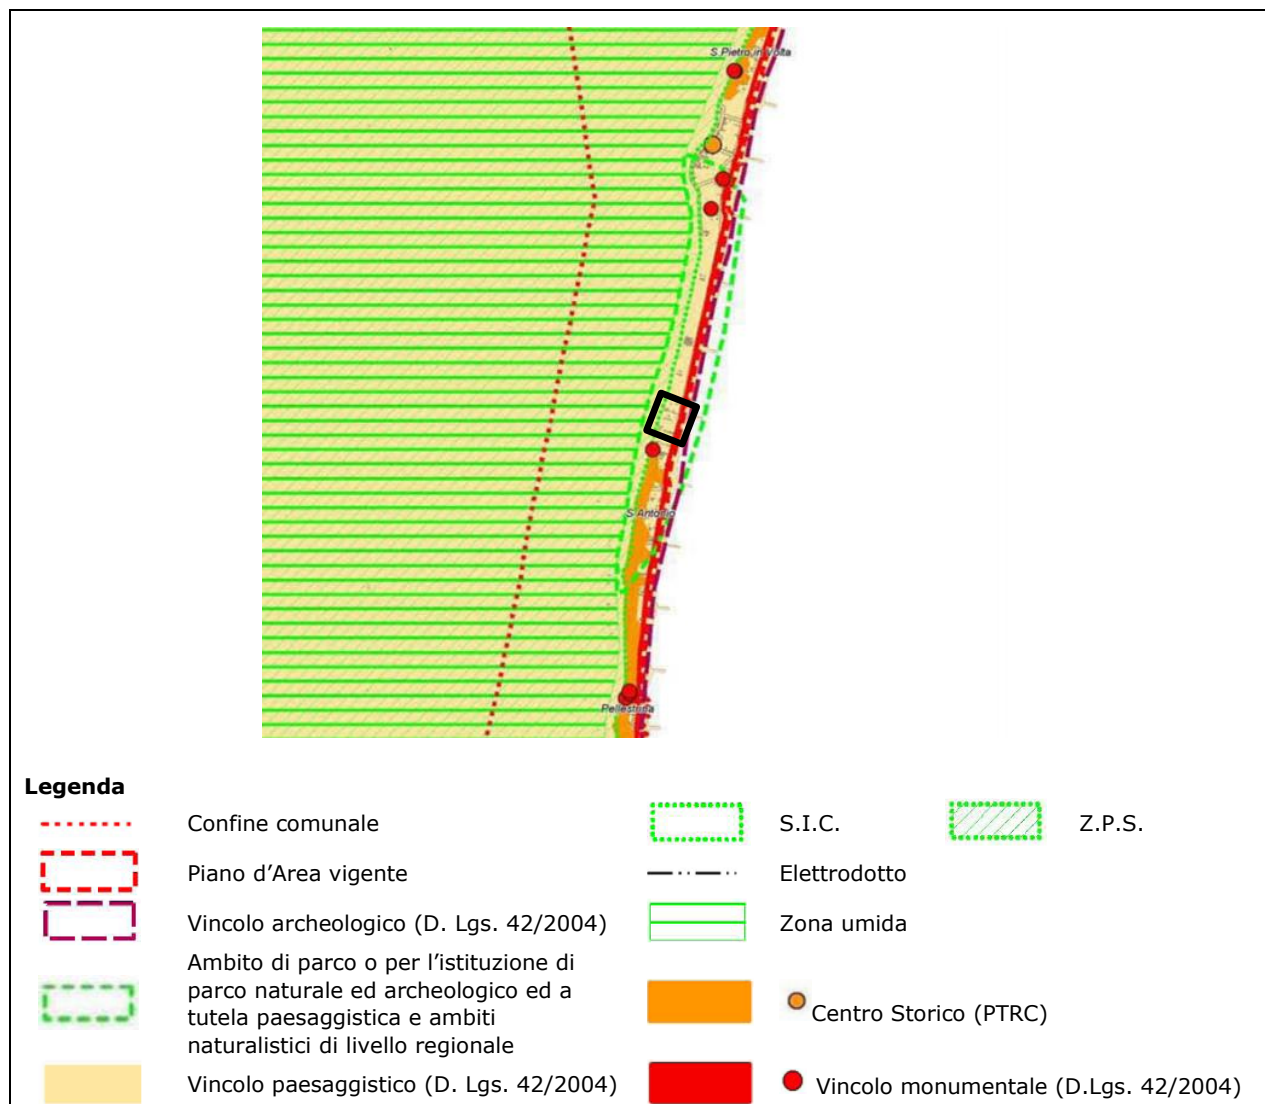 S.Pietro in Volta
S.Antonio
Pellestrina
Legenda
Confine comunale
S.I.C.
Z.P.S.
Piano d’Area vigente
Elettrodotto
Vincolo archeologico (D. Lgs. 42/2004)
Zona umida
Ambito di parco o per l’istituzione di
parco naturale ed archeologico ed a
tutela paesaggistica e ambiti
naturalistici di livello regionale
Centro Storico (PTRC)
Vincolo paesaggistico (D. Lgs. 42/2004)
Vincolo monumentale (D.Lgs. 42/2004)